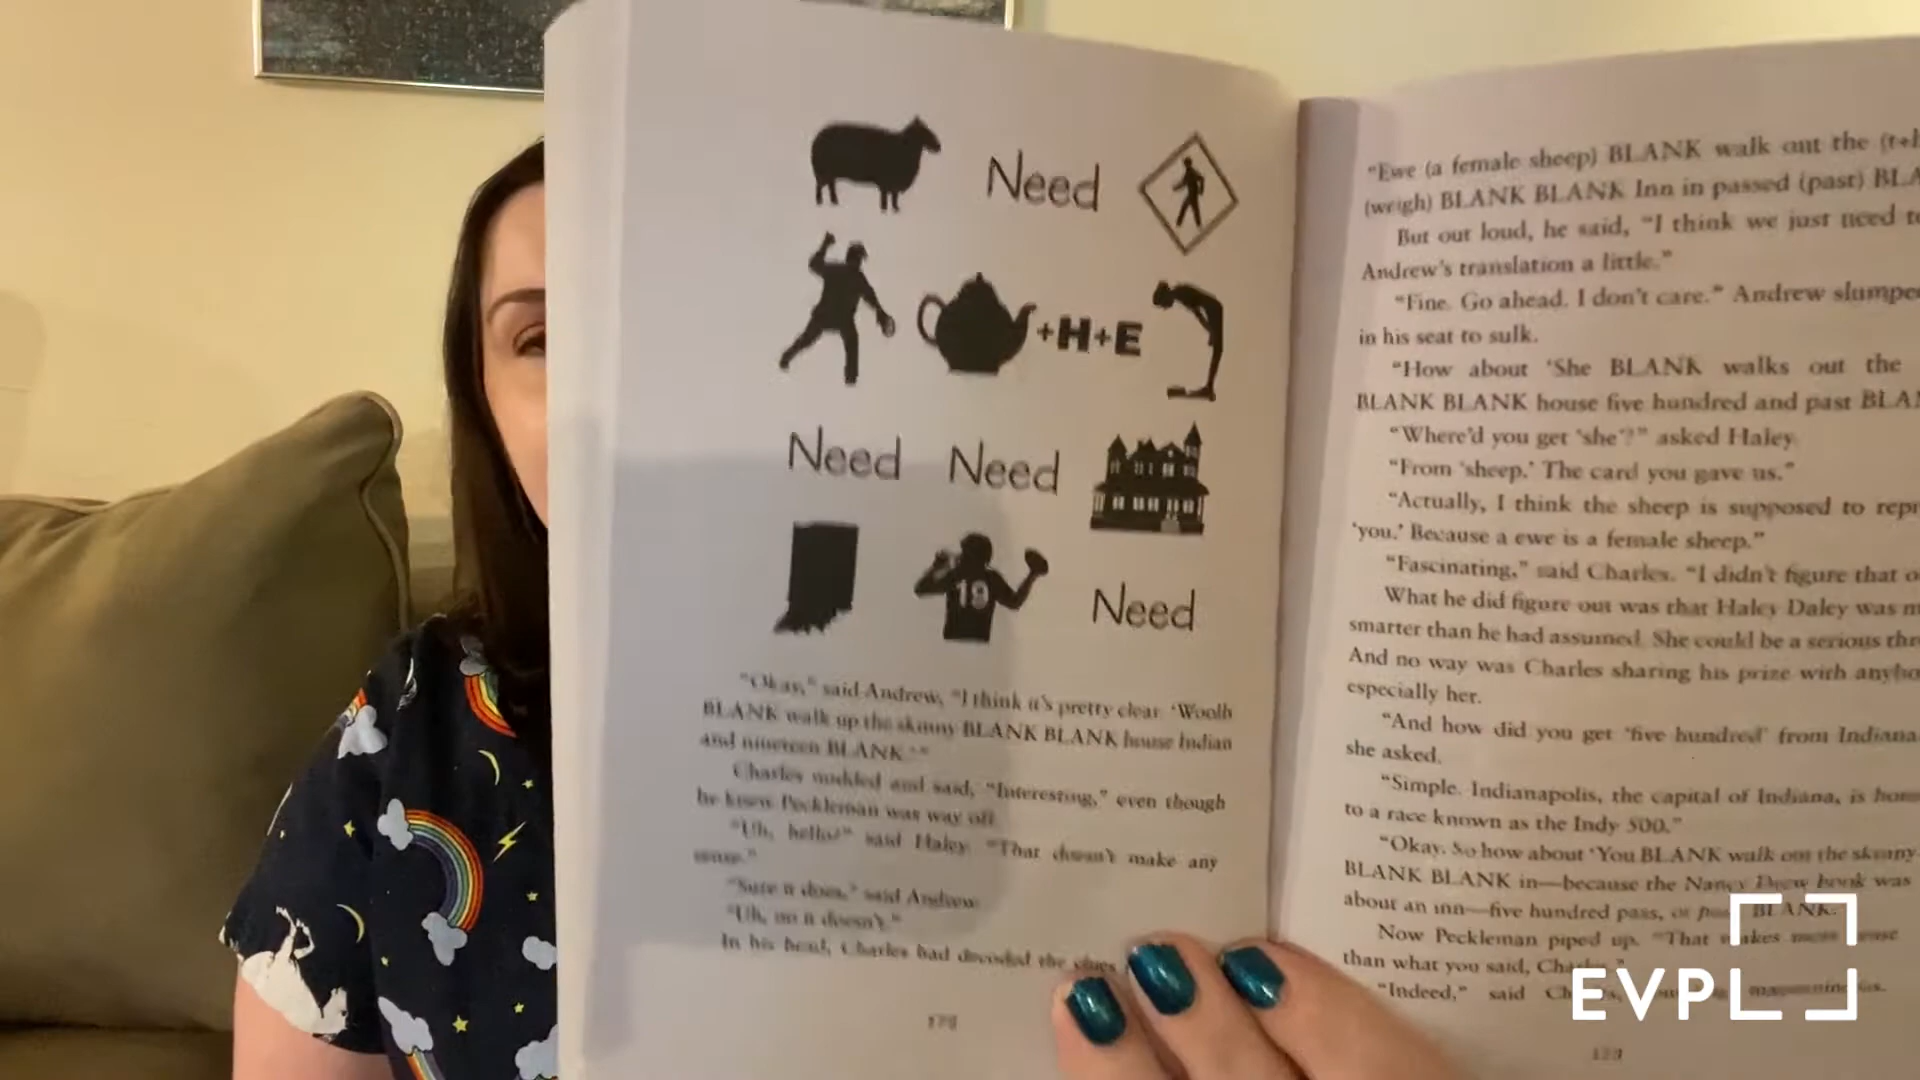 Need
+H+E
Need Need
19
Need
"Okay," said Andrew, "I think it's pretty clear. 'Woolh
BLANK walk up the skinny BLANK BLANK house Indian
and nineteen BLANK.'"
Charles nodded and said, "Interesting," even though
he knew Peckleman was way off.
"Uh, hello?" said Haley. "That doesn't make any
sense."
"Sure it does," said Andrew.
"Uh, no it doesn't."
In his head, Charles had decoded the clues
"Ewe (a female sheep) BLANK walk out the
(weigh) BLANK BLANK Inn in passed (past)
But out loud, he said, "I think we just need
Andrew's translation a little."
"Fine. Go ahead. I don't care." Andrew
in his seat to sulk.
"How about 'She BLANK walks out the
BLANK BLANK house five hundred and past
"Where'd you get 'she'?" asked Haley.
"From 'sheep.' The card you gave us."
"Actually, I think the sheep is supposed to
'you.' Because a ewe is a female sheep."
"Fascinating," said Charles. "I didn't figure that
What he did figure out was that Haley Daley was
smarter than he had assumed. She could be a serious
And no way was Charles sharing his prize with
especially her.
"And how did you get 'five hundred' from Indiana
she asked.
"Simple. Indianapolis, the capital of Indiana, is
to a race known as the Indy 500."
"Okay. So how about 'You BLANK walk out the skinny
BLANK BLANK in—because the Nancy Drew book was
about an inn—five hundred pass, or BLANK.
Now Peckleman piped up. "That makes more sense
than what you said,
"Indeed," said
EVPL